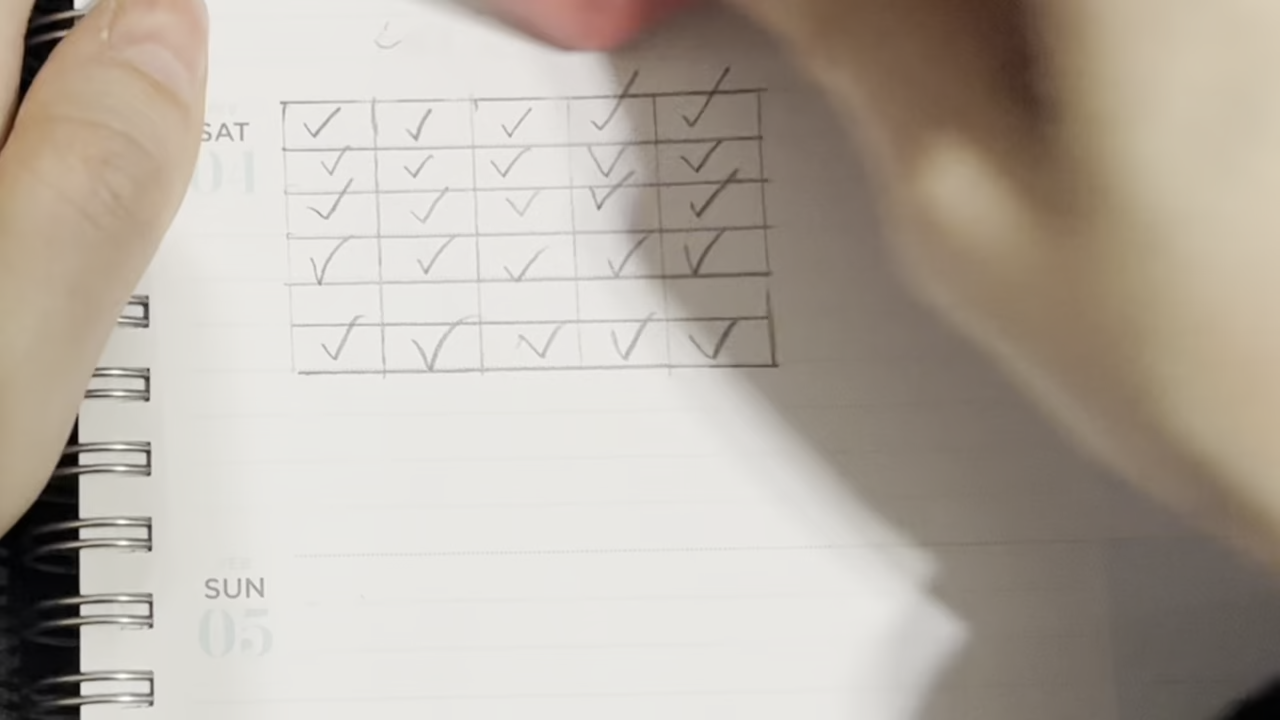 SAT
04
✓ ✓ ✓ ✓ ✓
✓ ✓ ✓ ✓ ✓
✓ ✓ ✓ ✓ ✓
✓ ✓ ✓ ✓ ✓
✓ ✓ ✓ ✓ ✓
SUN
05